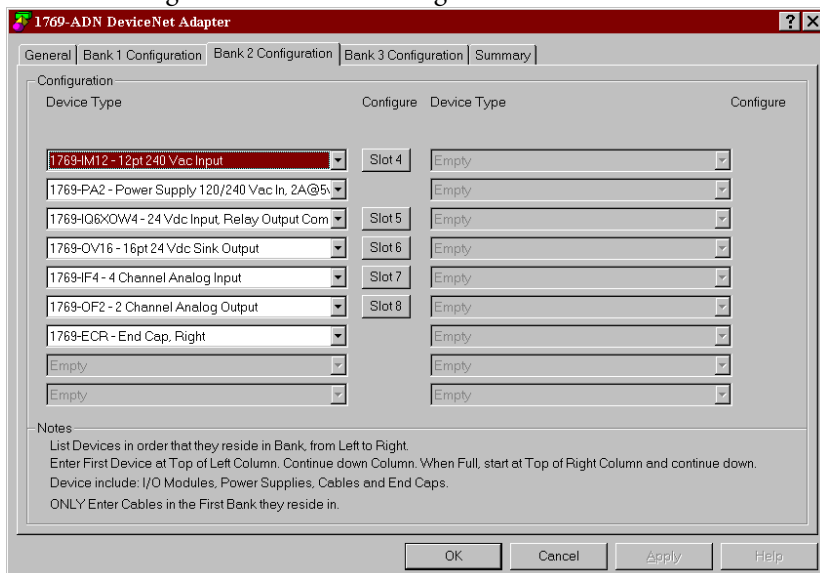 1769-ADN DeviceNet Adapter
General Bank 1 Configuration Bank 2 Configuration Bank 3 Configuration Summary
Configuration
Device Type Configure Device Type Configure
1769-IM12 - 12pt 240 Vac Input Slot 4 Empty
1769-PA2 - Power Supply 120/240 Vac In, 2A@5 Empty
1769-IQ6XOW4 - 24 Vdc Input, Relay Output Com Slot 5 Empty
1769-OV16 - 16pt 24 Vdc Sink Output Slot 6 Empty
1769-IF4 - 4 Channel Analog Input Slot 7 Empty
1769-OF2 - 2 Channel Analog Output Slot 8 Empty
1769-ECR - End Cap, Right Empty
Empty Empty
Empty Empty
Notes
List Devices in order that they reside in Bank, from Left to Right.
Enter First Device at Top of Left Column. Continue down Column. When Full, start at Top of Right Column and continue down.
Device include: I/O Modules, Power Supplies, Cables and End Caps.
ONLY Enter Cables in the First Bank they reside in.
OK Cancel Apply Help